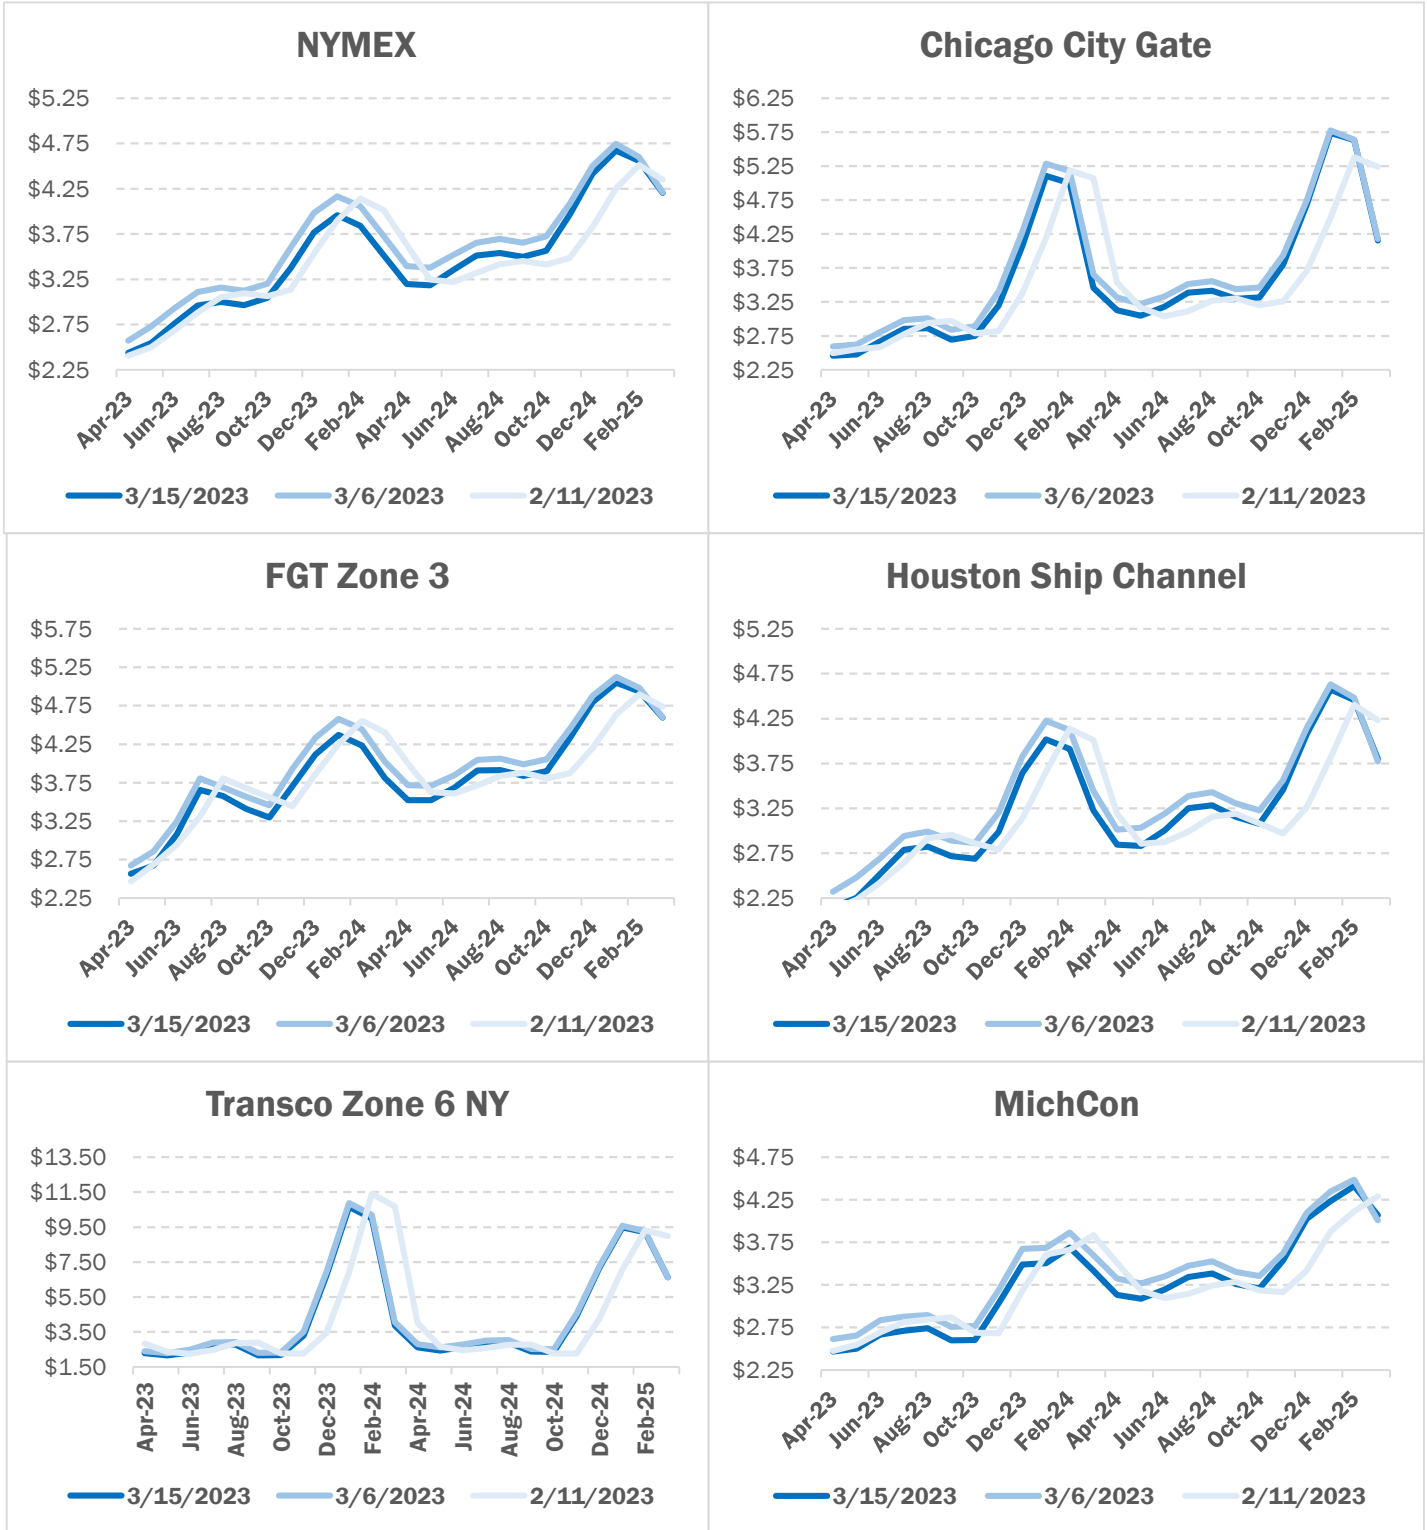 NYMEX
$5.25
$4.75
$4.25
$3.75
$3.25
$2.75
$2.25
Apr-23 Jun-23 Aug-23 Oct-23 Dec-23 Feb-24 Apr-24 Jun-24 Aug-24 Oct-24 Dec-24 Feb-25
3/15/2023 3/6/2023 2/11/2023
Chicago City Gate
$6.25
$5.75
$5.25
$4.75
$4.25
$3.75
$3.25
$2.75
$2.25
Apr-23 Jun-23 Aug-23 Oct-23 Dec-23 Feb-24 Apr-24 Jun-24 Aug-24 Oct-24 Dec-24 Feb-25
3/15/2023 3/6/2023 2/11/2023
FGT Zone 3
$5.75
$5.25
$4.75
$4.25
$3.75
$3.25
$2.75
$2.25
Apr-23 Jun-23 Aug-23 Oct-23 Dec-23 Feb-24 Apr-24 Jun-24 Aug-24 Oct-24 Dec-24 Feb-25
3/15/2023 3/6/2023 2/11/2023
Houston Ship Channel
$5.25
$4.75
$4.25
$3.75
$3.25
$2.75
$2.25
Apr-23 Jun-23 Aug-23 Oct-23 Dec-23 Feb-24 Apr-24 Jun-24 Aug-24 Oct-24 Dec-24 Feb-25
3/15/2023 3/6/2023 2/11/2023
Transco Zone 6 NY
$13.50
$11.50
$9.50
$7.50
$5.50
$3.50
$1.50
Apr-23 Jun-23 Aug-23 Oct-23 Dec-23 Feb-24 Apr-24 Jun-24 Aug-24 Oct-24 Dec-24 Feb-25
3/15/2023 3/6/2023 2/11/2023
MichCon
$4.75
$4.25
$3.75
$3.25
$2.75
$2.25
Apr-23 Jun-23 Aug-23 Oct-23 Dec-23 Feb-24 Apr-24 Jun-24 Aug-24 Oct-24 Dec-24 Feb-25
3/15/2023 3/6/2023 2/11/2023